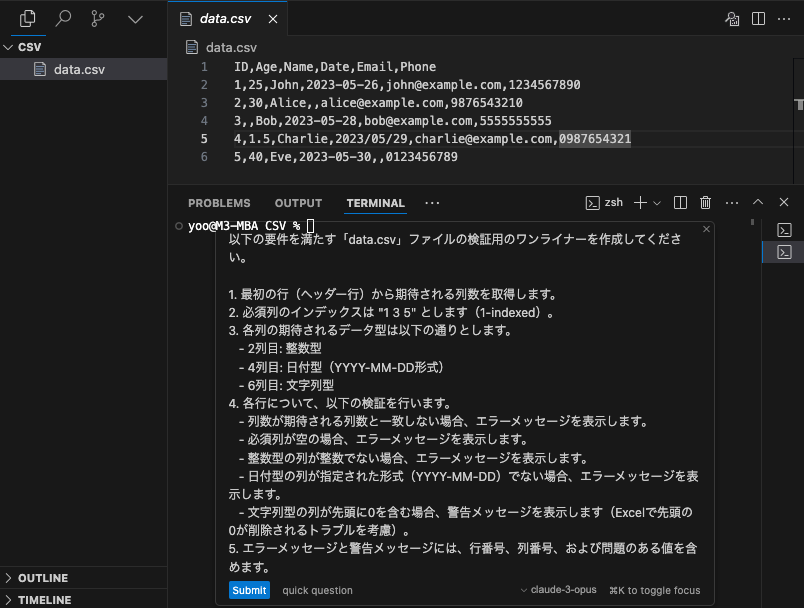 data.csv
CSV
data.csv
data.csv
1 ID,Age,Name,Date,Email,Phone
2 1,25,John,2023-05-26,john@example.com,1234567890
3 2,30,Alice,,alice@example.com,9876543210
4 3,,Bob,2023-05-28,bob@example.com,5555555555
5 4,1.5,Charlie,2023/05/29,charlie@example.com,0987654321
6 5,40,Eve,2023-05-30,,0123456789
PROBLEMS OUTPUT TERMINAL ··· zsh
yoo@M3-MBA CSV %
以下の要件を満たす「data.csv」ファイルの検証用のワンライナーを作成してくださ
い。
1. 最初の行（ヘッダー行）から期待される列数を取得します。
2. 必須列のインデックスは "1 3 5" とします（1-indexed）。
3. 各列の期待されるデータ型は以下の通りとします。
- 2列目: 整数型
- 4列目: 日付型（YYYY-MM-DD形式）
- 6列目: 文字列型
4. 各行について、以下の検証を行います。
- 列数が期待される列数と一致しない場合、エラーメッセージを表示します。
- 必須列が空の場合、エラーメッセージを表示します。
- 整数型の列が整数でない場合、エラーメッセージを表示します。
- 日付型の列が指定された形式（YYYY-MM-DD）でない場合、エラーメッセージを表
示します。
- 文字列型の列が先頭に0を含む場合、警告メッセージを表示します（Excelで先頭の
0が削除されるトラブルを考慮）。
5. エラーメッセージと警告メッセージには、行番号、列番号、および問題のある値を含
めます。
Submit quick question claude-3-opus ⌘K to toggle focus
OUTLINE
TIMELINE